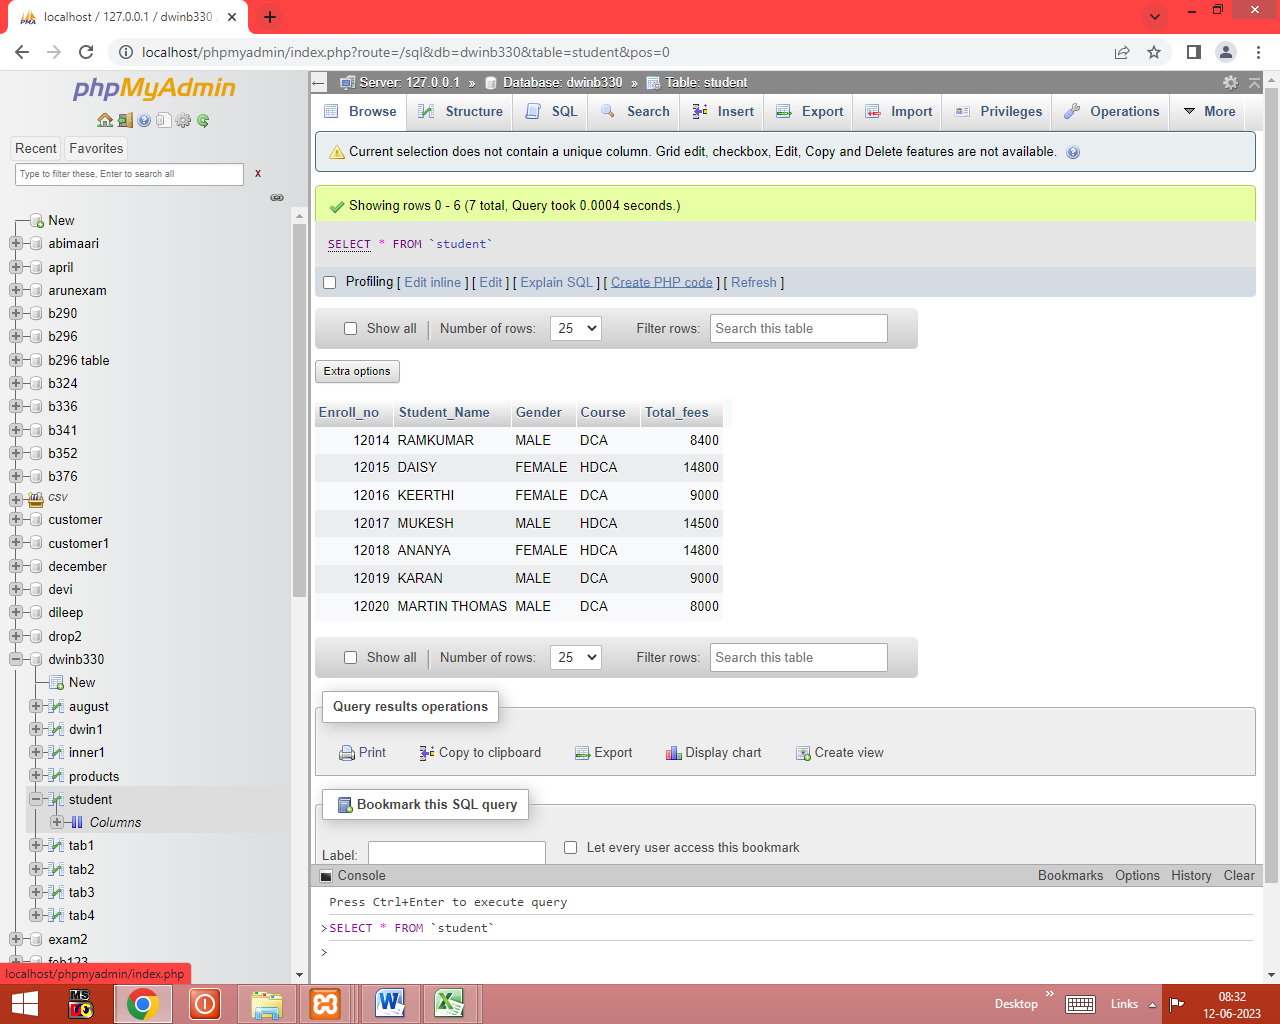 localhost / 127.0.0.1 / dwinb330
localhost/phpmyadmin/index.php?route=/sql&db=dwinb330&table=student&pos=0
phpMyAdmin
Recent Favorites
Type to filter these, Enter to search all X
New
abimaari
april
arunexam
b290
b296
b296 table
b324
b336
b341
b352
b376
csv
customer
customer1
december
devi
dileep
drop2
dwinb330
New
august
dwin1
inner1
products
student
Columns
tab1
tab2
tab3
tab4
exam2
feb123
localhost/phpmyadmin/index.php
Server: 127.0.0.1 » Database: dwinb330 » Table: student
Browse Structure SQL Search Insert Export Import Privileges Operations More
Current selection does not contain a unique column. Grid edit, checkbox, Edit, Copy and Delete features are not available.
Showing rows 0 - 6 (7 total, Query took 0.0004 seconds.)
SELECT * FROM `student`
Profiling [ Edit inline ] [ Edit ] [ Explain SQL ] [ Create PHP code ] [ Refresh ]
Show all | Number of rows: 25 Filter rows: Search this table
Extra options
Enroll_no Student_Name Gender Course Total_fees
12014 RAMKUMAR MALE DCA 8400
12015 DAISY FEMALE HDCA 14800
12016 KEERTHI FEMALE DCA 9000
12017 MUKESH MALE HDCA 14500
12018 ANANYA FEMALE HDCA 14800
12019 KARAN MALE DCA 9000
12020 MARTIN THOMAS MALE DCA 8000
Show all | Number of rows: 25 Filter rows: Search this table
Query results operations
Print Copy to clipboard Export Display chart Create view
Bookmark this SQL query
Label: Let every user access this bookmark
Console Bookmarks Options History Clear
Press Ctrl+Enter to execute query
>SELECT * FROM `student`
>
Desktop » Links 08:32
12-06-2023